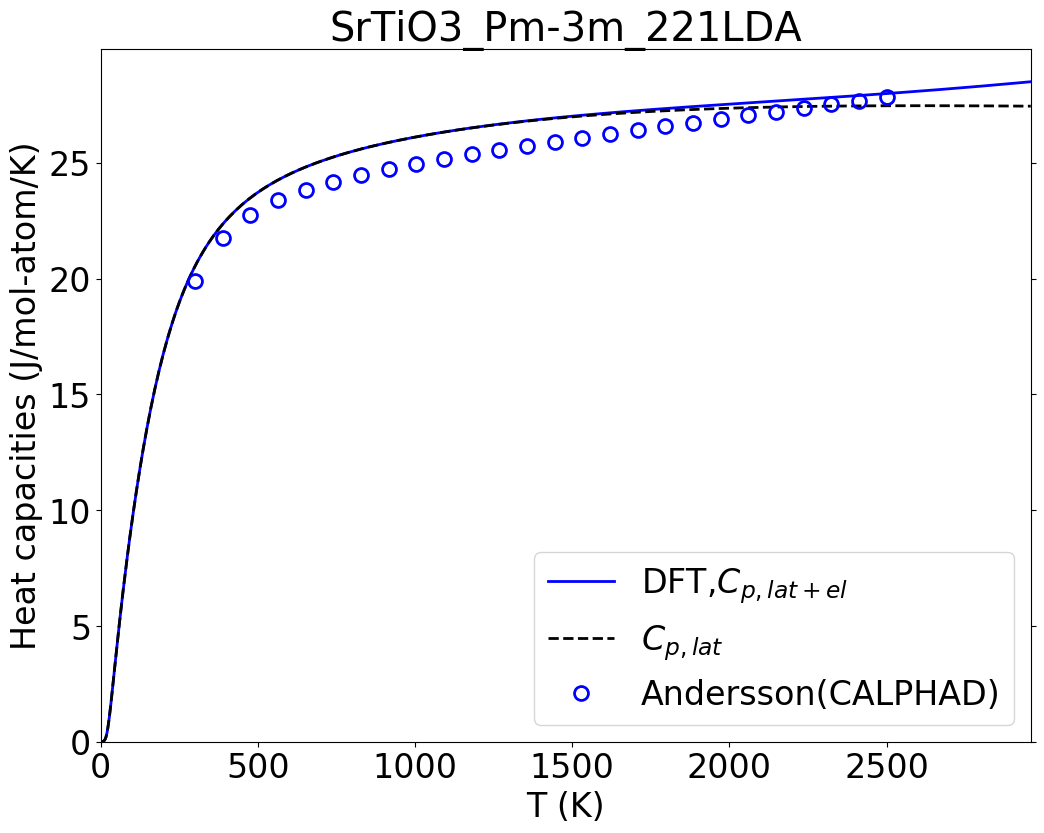 SrTiO3_Pm-3m_221LDA
Heat capacities (J/mol-atom/K)
25
20
15
10
5
0
0 500 1000 1500 2000 2500
T (K)
DFT,C_{p, lat+el}
C_{p, lat}
Andersson(CALPHAD)